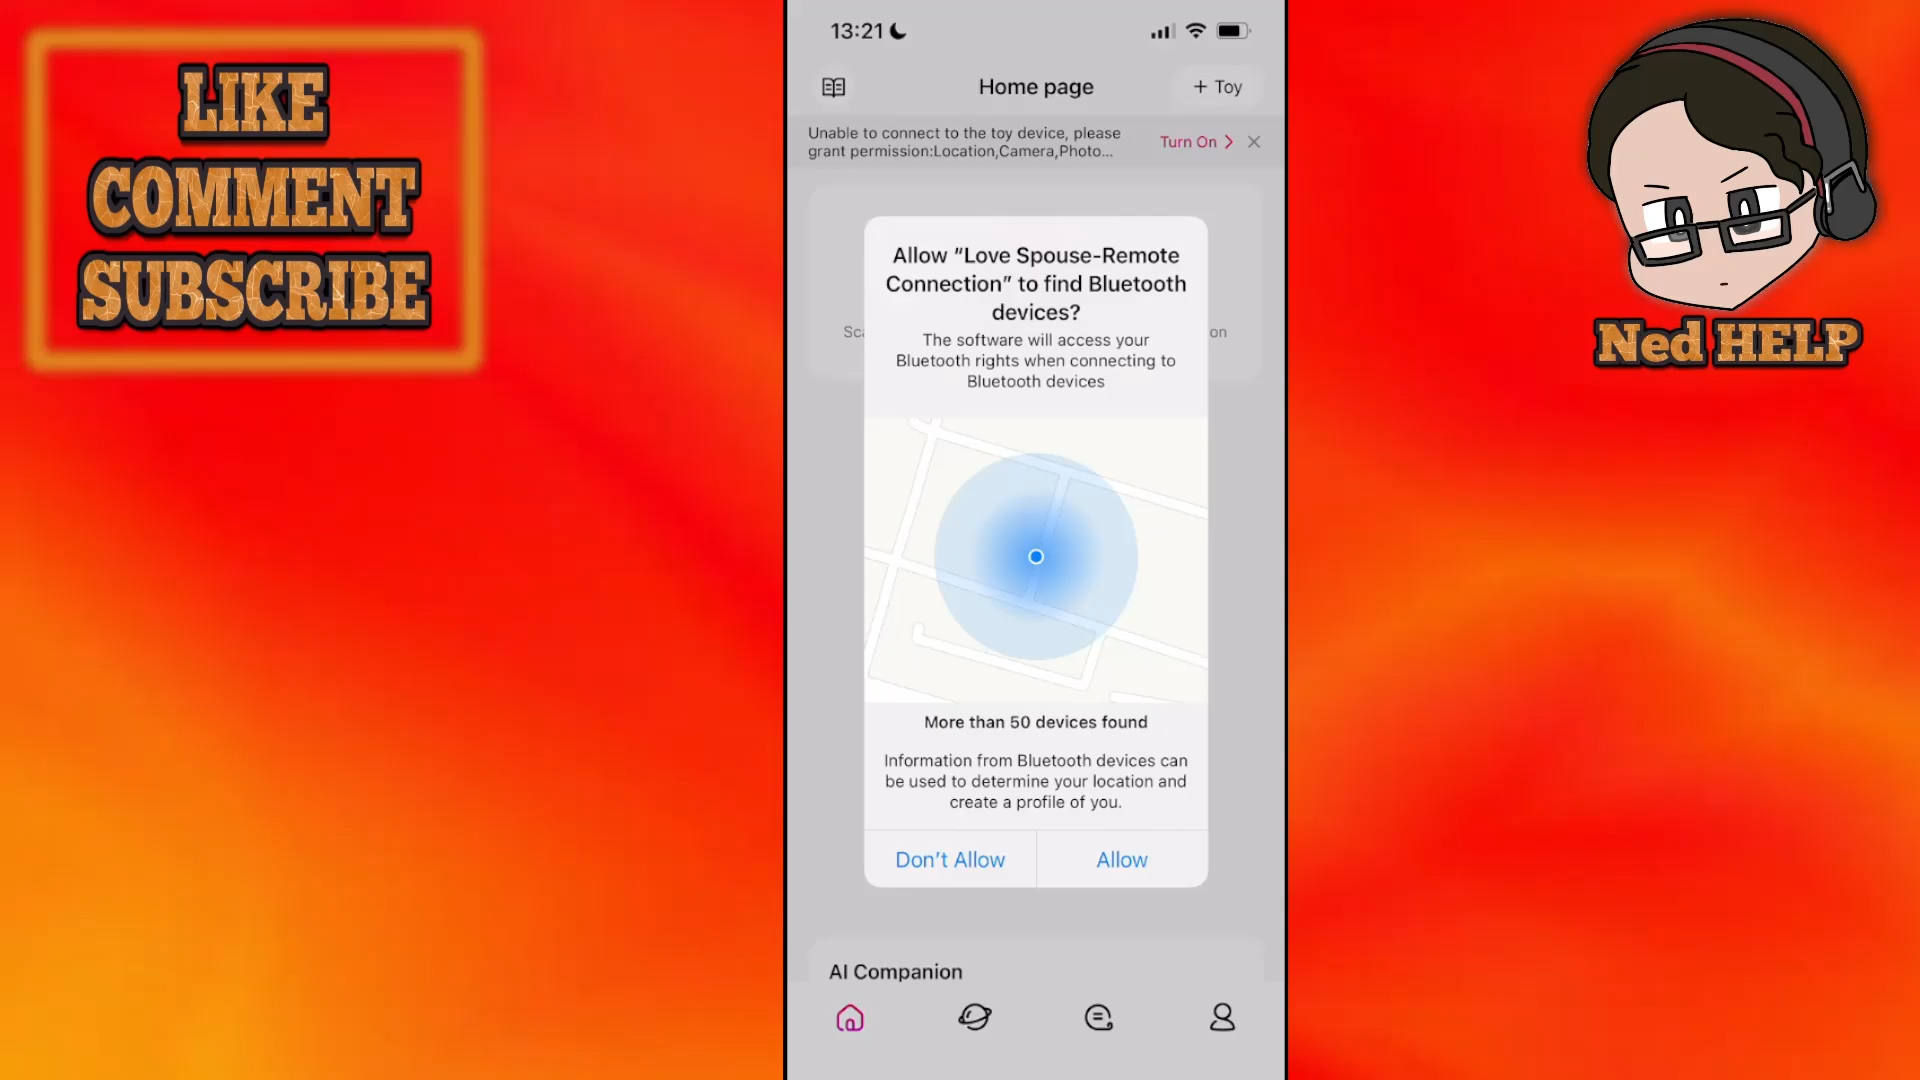 LIKE
COMMENT
SUBSCRIBE
13:21
Home page
+ Toy
Unable to connect to the toy device, please
grant permission:Location,Camera,Photo...
Turn On >
Allow “Love Spouse-Remote
Connection” to find Bluetooth
devices?
Sca
on
The software will access your
Bluetooth rights when connecting to
Bluetooth devices
More than 50 devices found
Information from Bluetooth devices can
be used to determine your location and
create a profile of you.
Don’t Allow
Allow
AI Companion
Ned HELP